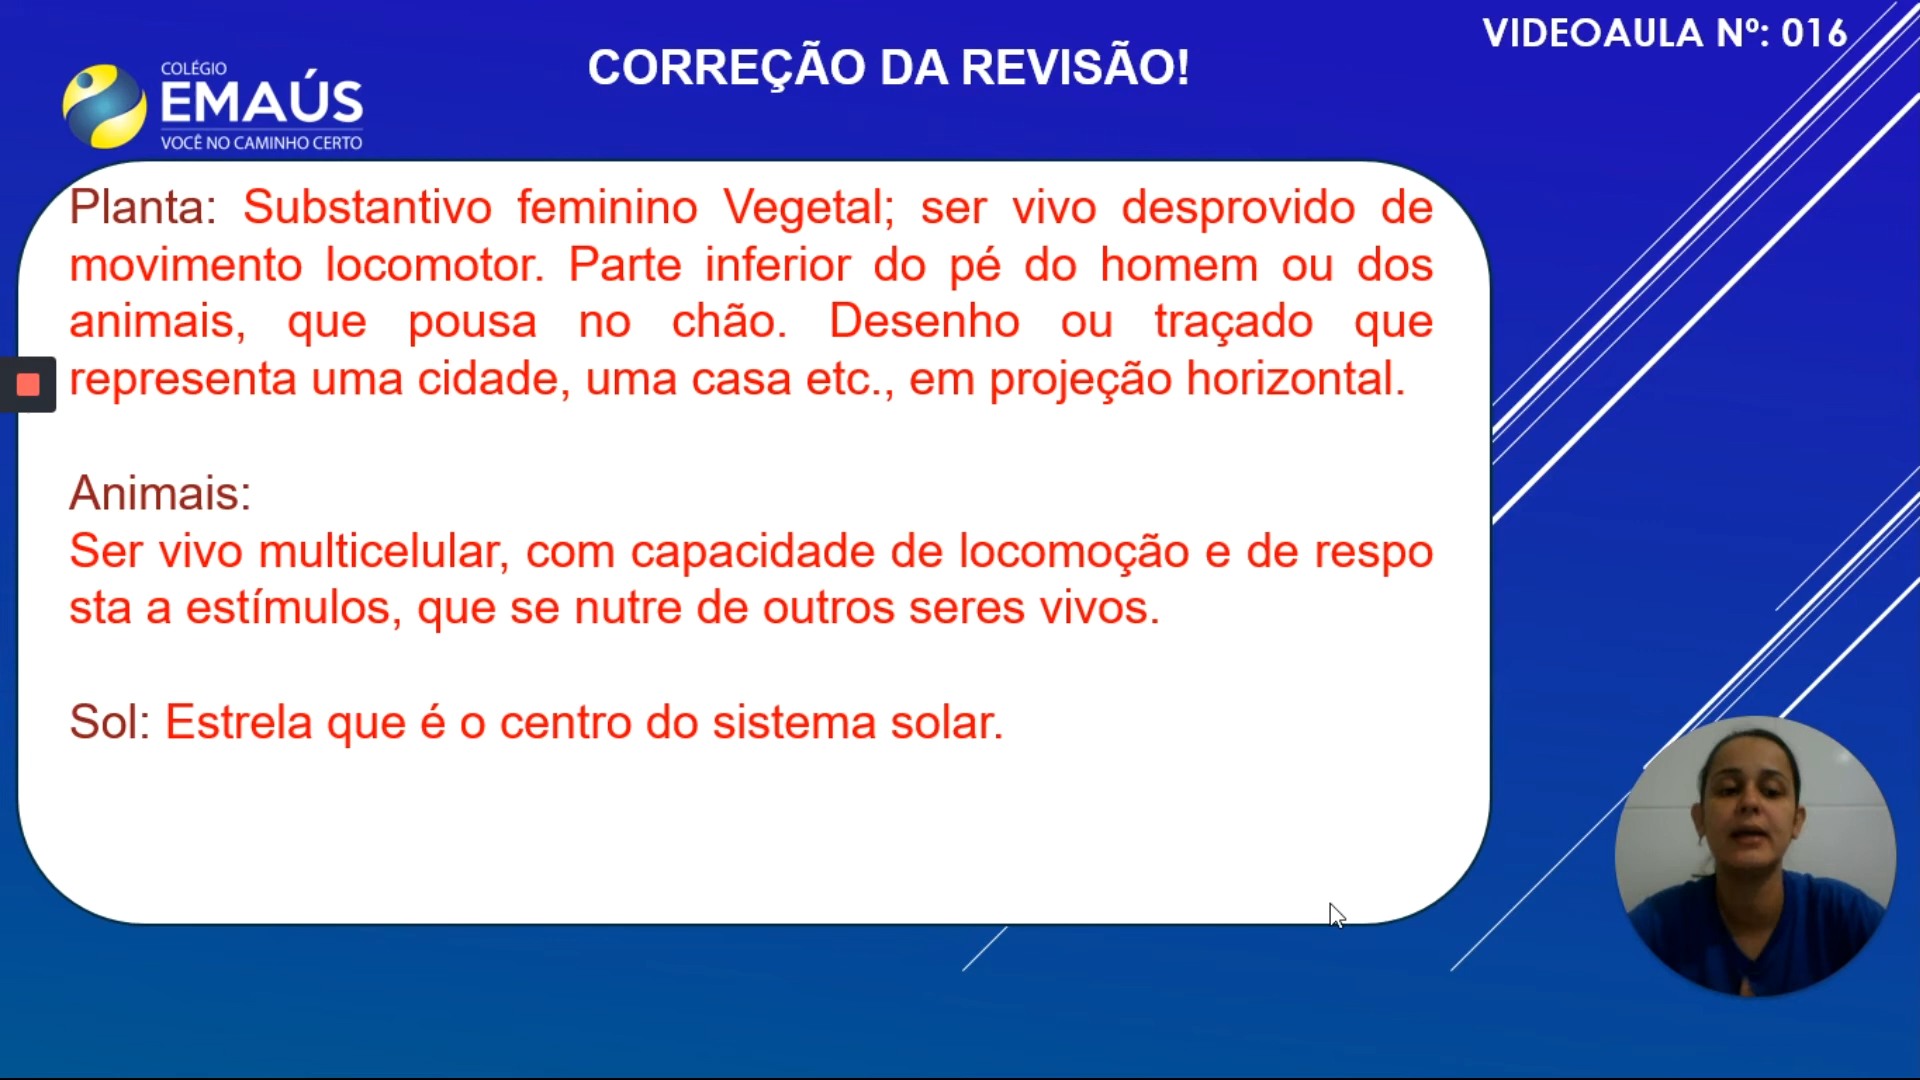 VIDEOAULA Nº: 016
CORREÇÃO DA REVISÃO!
COLÉGIO
EMAÚS
VOCÊ NO CAMINHO CERTO
Planta: Substantivo feminino Vegetal; ser vivo desprovido de
movimento locomotor. Parte inferior do pé do homem ou dos
animais, que pousa no chão. Desenho ou traçado que
representa uma cidade, uma casa etc., em projeção horizontal.
Animais:
Ser vivo multicelular, com capacidade de locomoção e de respo
sta a estímulos, que se nutre de outros seres vivos.
Sol: Estrela que é o centro do sistema solar.